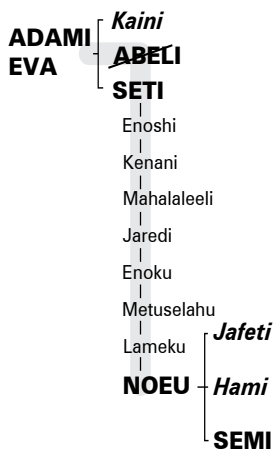 ADAMI
EVA
Kaini
ABELI
SETI
Enoshi
Kenani
Mahalaleeli
Jaredi
Enoku
Metuselahu
Lameku
NOEU
Jafeti
Hami
SEMI